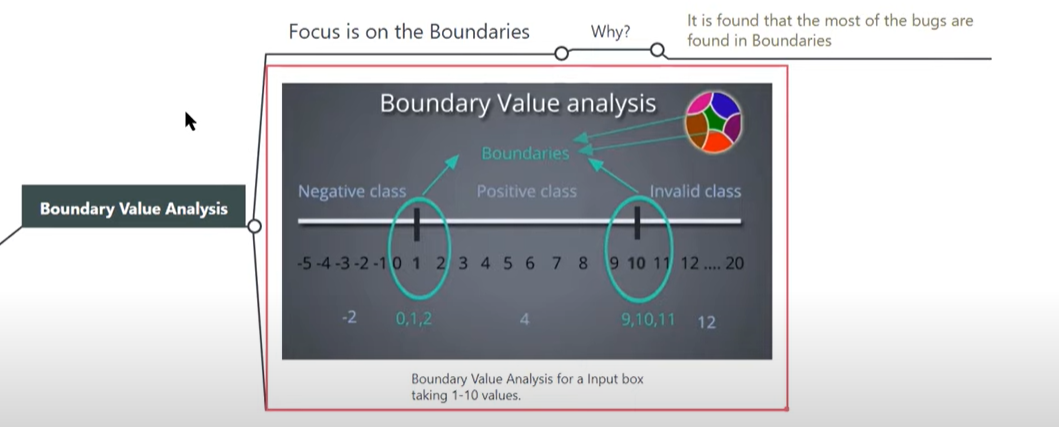 Focus is on the Boundaries
Why?
It is found that the most of the bugs are
found in Boundaries
Boundary Value Analysis
Boundary Value analysis
Boundaries
Negative class
Positive class
Invalid class
-5 -4 -3 -2 -1 0 1 2 3 4 5 6 7 8 9 10 11 12 .... 20
-2 0,1,2 4 9,10,11 12
Boundary Value Analysis for a Input box
taking 1-10 values.